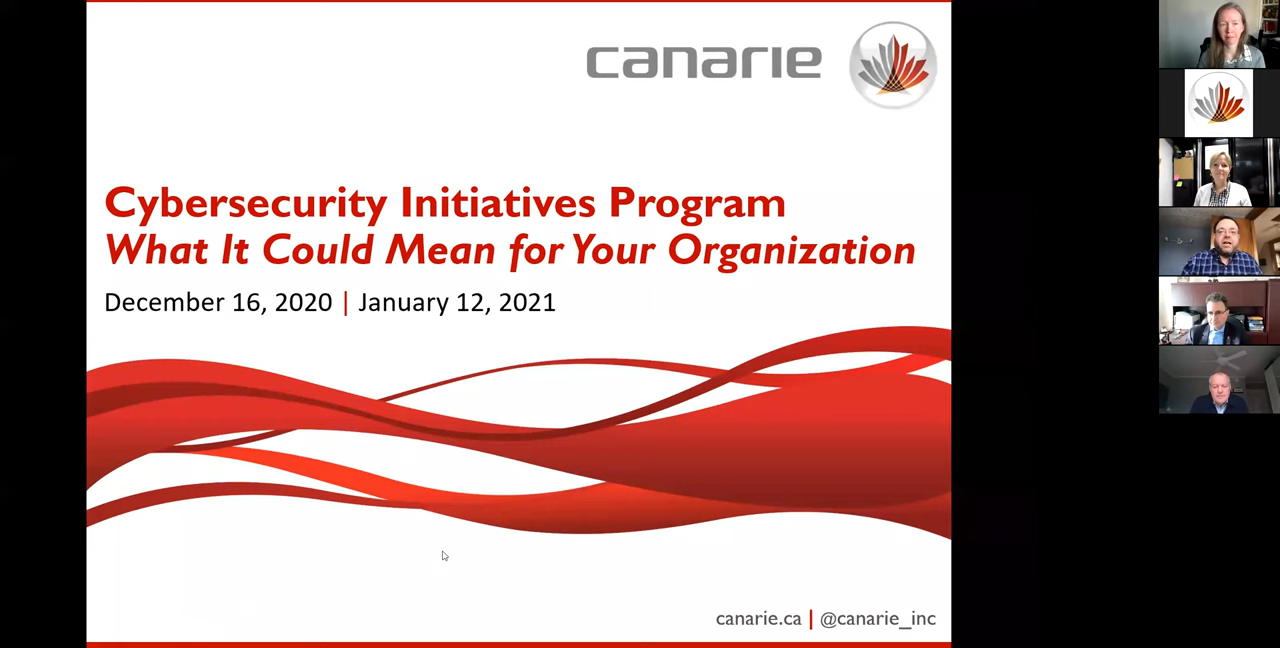 canarie
Cybersecurity Initiatives Program
What It Could Mean for Your Organization
December 16, 2020 | January 12, 2021
canarie.ca | @canarie_inc